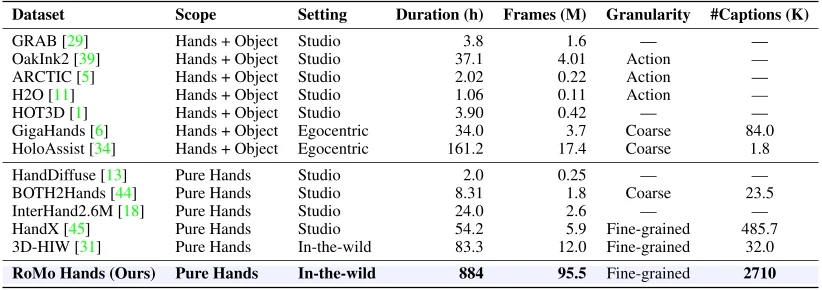 Dataset Scope Setting Duration (h) Frames (M) Granularity #Captions (K)
GRAB [29] Hands + Object Studio 3.8 1.6 — —
OakInk2 [39] Hands + Object Studio 37.1 4.01 Action —
ARCTIC [5] Hands + Object Studio 2.02 0.22 Action —
H2O [11] Hands + Object Studio 1.06 0.11 Action —
HOT3D [1] Hands + Object Studio 3.90 0.42 — —
GigaHands [6] Hands + Object Egocentric 34.0 3.7 Coarse 84.0
HoloAssist [34] Hands + Object Egocentric 161.2 17.4 Coarse 1.8
HandDiffuse [13] Pure Hands Studio 2.0 0.25 — —
BOTH2Hands [44] Pure Hands Studio 8.31 1.8 Coarse 23.5
InterHand2.6M [18] Pure Hands Studio 24.0 2.6 — —
HandX [45] Pure Hands Studio 54.2 5.9 Fine-grained 485.7
3D-HIW [31] Pure Hands In-the-wild 83.3 12.0 Fine-grained 32.0
RoMo Hands (Ours) Pure Hands In-the-wild 884 95.5 Fine-grained 2710